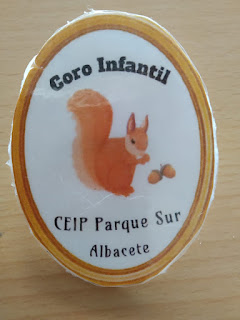 Coro Infantil
CEIP Parque Sur
Albacete